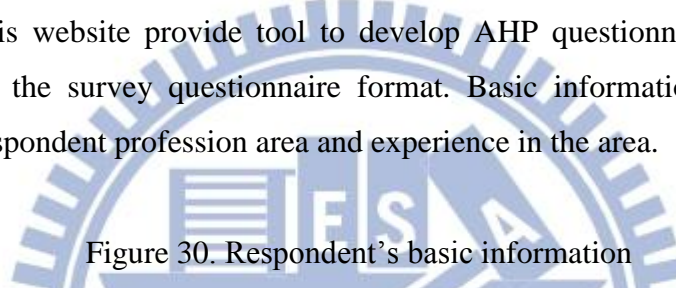 is website provide tool to develop AHP questionn
the survey questionnaire format. Basic informatio
spondent profession area and experience in the area.
E S A
Figure 30. Respondent's basic information